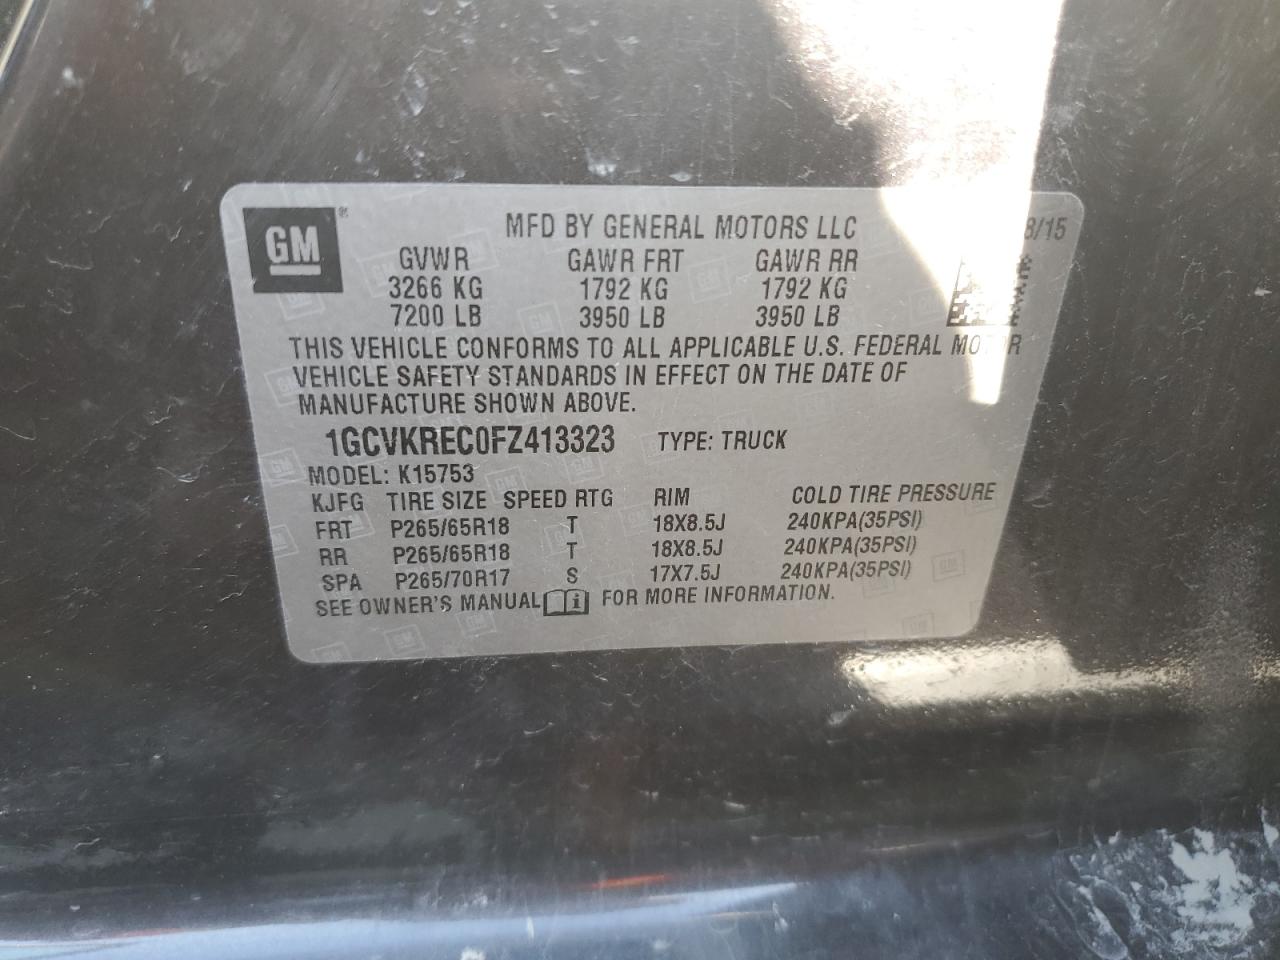 GM ®
MFD BY GENERAL MOTORS LLC 8/15
GVWR GAWR FRT GAWR RR
3266 KG 1792 KG 1792 KG
7200 LB 3950 LB 3950 LB
THIS VEHICLE CONFORMS TO ALL APPLICABLE U.S. FEDERAL MOTOR
VEHICLE SAFETY STANDARDS IN EFFECT ON THE DATE OF
MANUFACTURE SHOWN ABOVE.
1GCVKREC0FZ413323 TYPE: TRUCK
MODEL: K15753
KJFG TIRE SIZE SPEED RTG RIM COLD TIRE PRESSURE
FRT P265/65R18 T 18X8.5J 240KPA(35PSI)
RR P265/65R18 T 18X8.5J 240KPA(35PSI)
SPA P265/70R17 S 17X7.5J 240KPA(35PSI)
SEE OWNER'S MANUAL i FOR MORE INFORMATION.